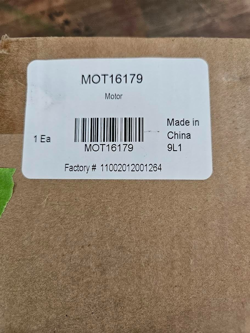 MOT16179
Motor
1 Ea
Made in
China
9L1
MOT16179
Factory # 11002012001264